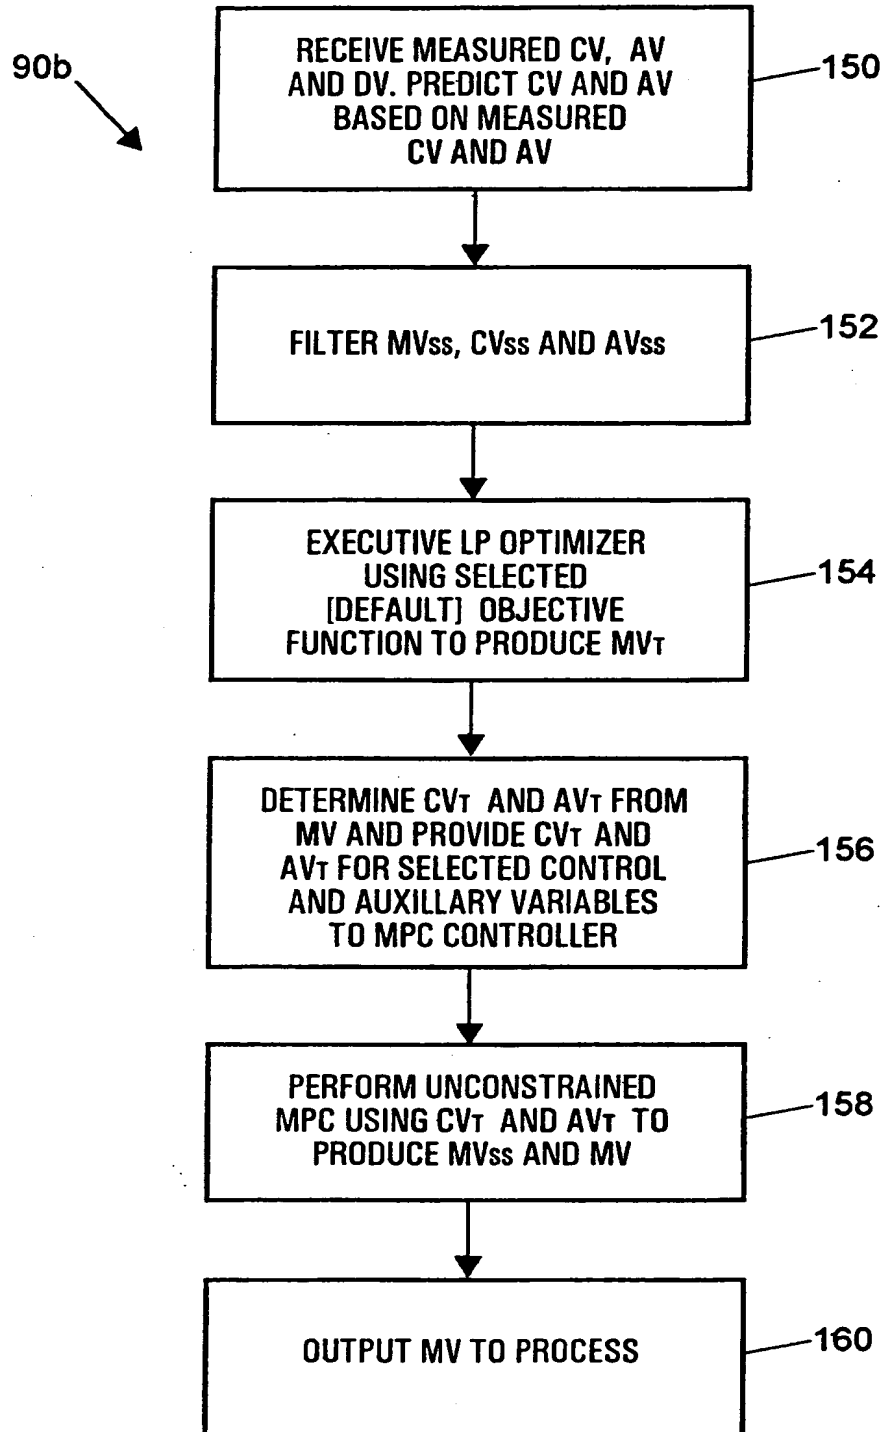 90b
RECEIVE MEASURED CV, AV
AND DV. PREDICT CV AND AV
BASED ON MEASURED
CV AND AV
150
FILTER MVss, CVss AND AVss
152
EXECUTIVE LP OPTIMIZER
USING SELECTED
[DEFAULT] OBJECTIVE
FUNCTION TO PRODUCE MVT
154
DETERMINE CVT AND AVT FROM
MV AND PROVIDE CVT AND
AVT FOR SELECTED CONTROL
AND AUXILLARY VARIABLES
TO MPC CONTROLLER
156
PERFORM UNCONSTRAINED
MPC USING CVT AND AVT TO
PRODUCE MVss AND MV
158
OUTPUT MV TO PROCESS
160